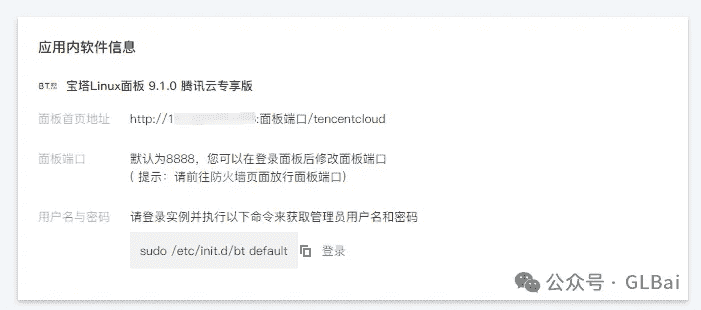 应用内软件信息
BT.cn 宝塔Linux面板 9.1.0 腾讯云专享版
面板首页地址 http://1 :面板端口/tencentcloud
面板端口 默认为8888，您可以在登录面板后修改面板端口
( 提示：请前往防火墙页面放行面板端口)
用户名与密码 请登录实例并执行以下命令来获取管理员用户名和密码
sudo /etc/init.d/bt default 登录
公众号 · GLBai